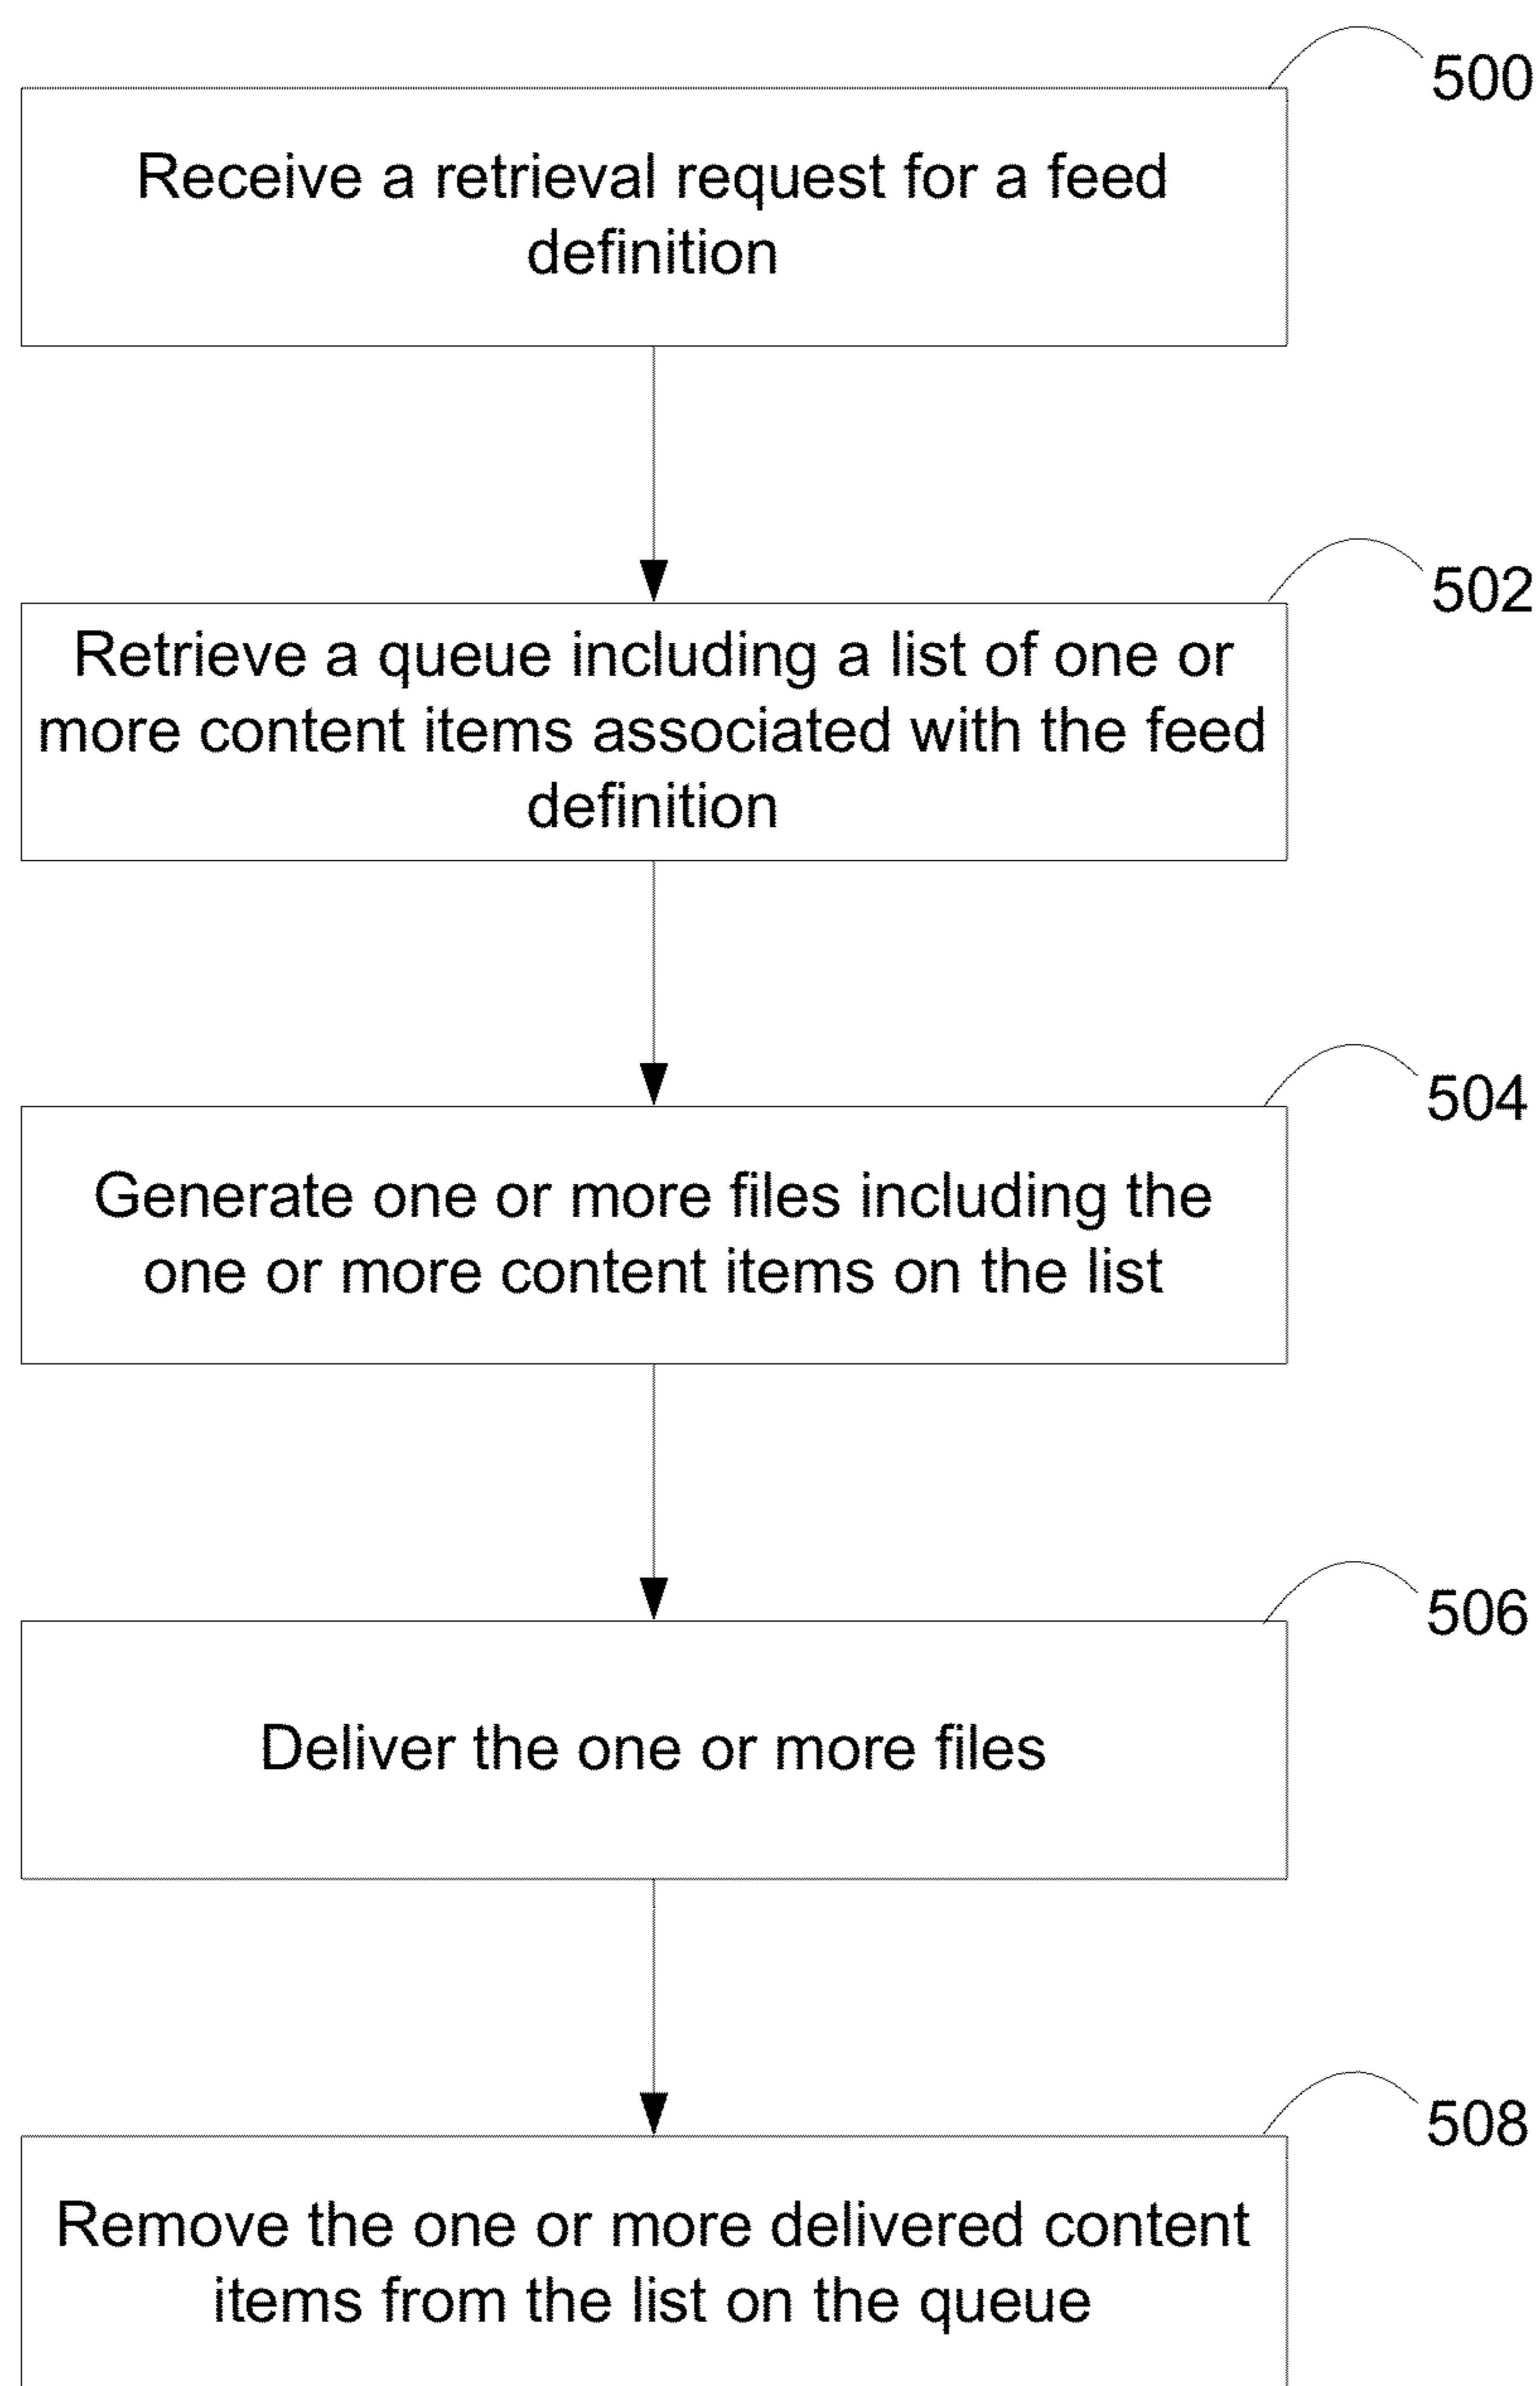 500
Receive a retrieval request for a feed
definition
502
Retrieve a queue including a list of one or
more content items associated with the feed
definition
504
Generate one or more files including the
one or more content items on the list
506
Deliver the one or more files
508
Remove the one or more delivered content
items from the list on the queue